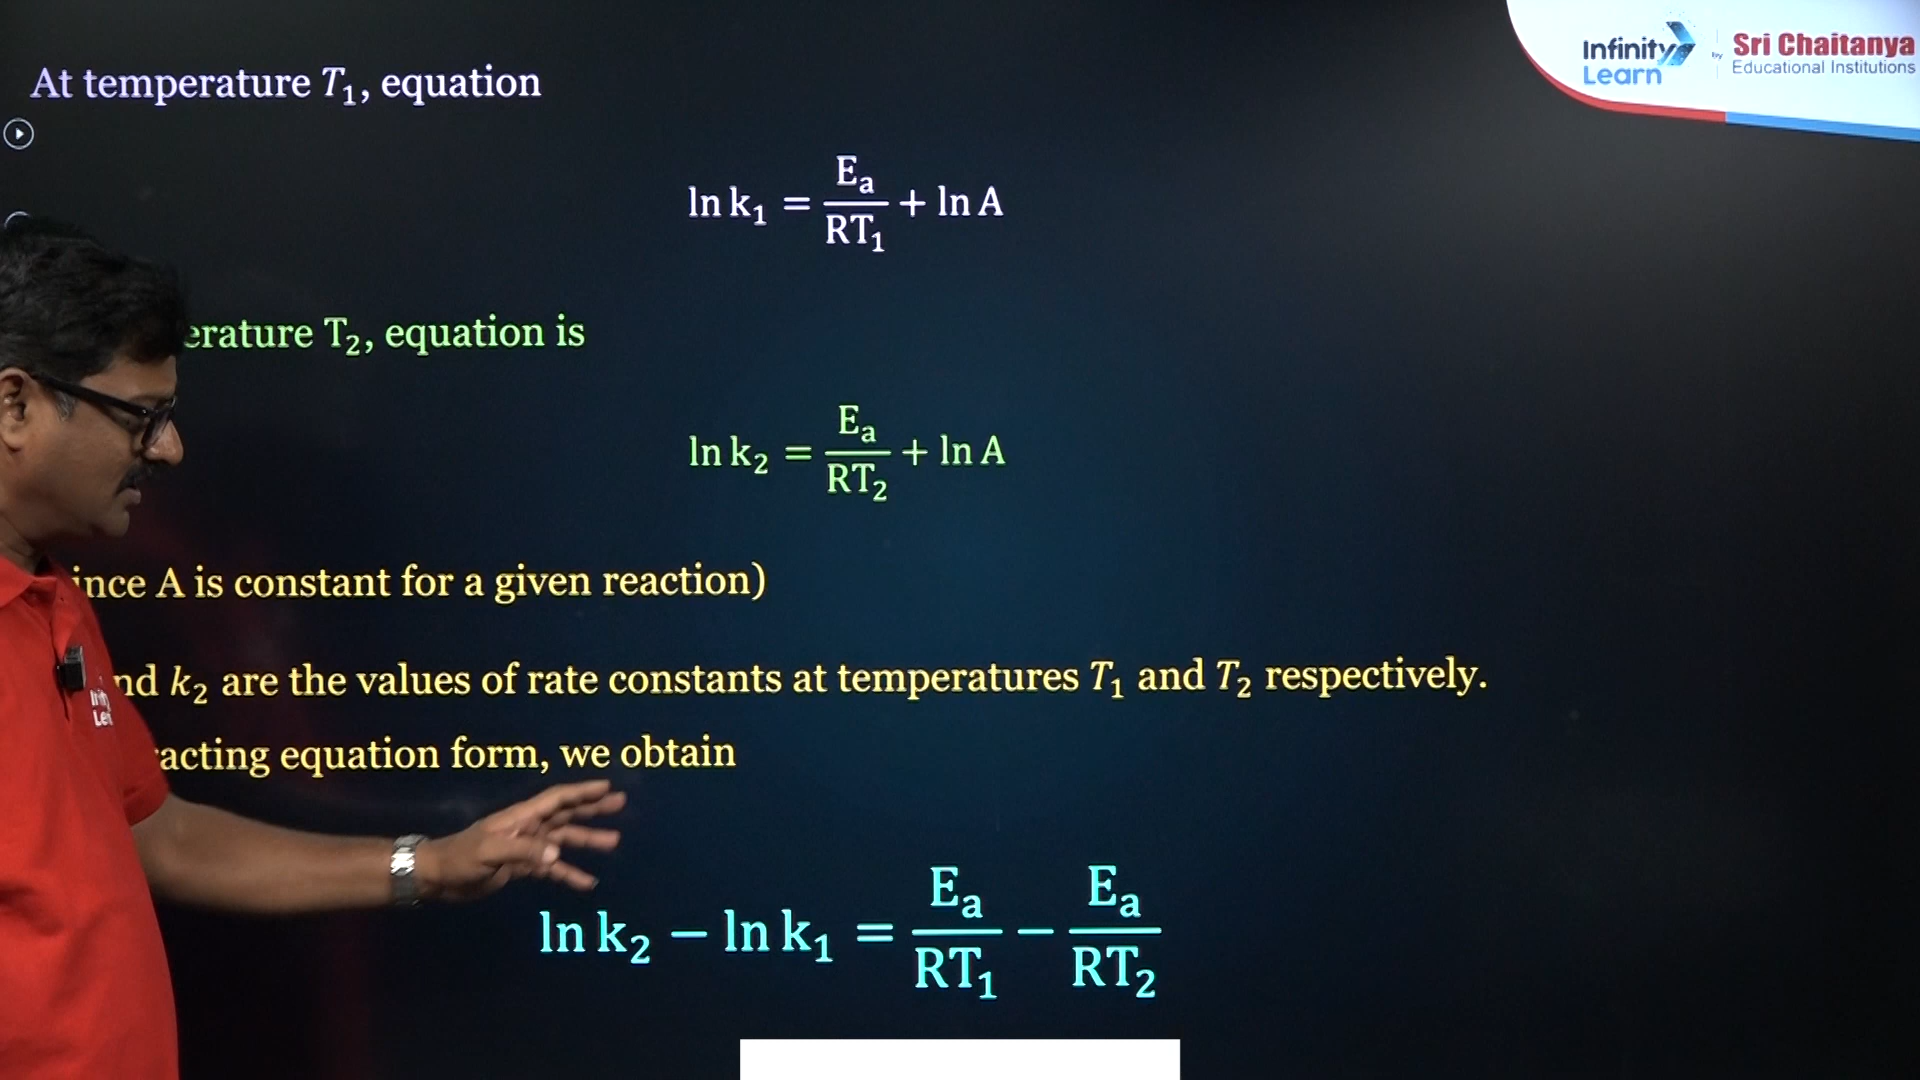 Infinity Learn by Sri Chaitanya Educational Institutions
At temperature T₁, equation
ln k₁ = Eₐ/RT₁ + ln A
erature T₂, equation is
ln k₂ = Eₐ/RT₂ + ln A
ince A is constant for a given reaction)
nd k₂ are the values of rate constants at temperatures T₁ and T₂ respectively.
acting equation form, we obtain
ln k₂ − ln k₁ = Eₐ/RT₁ − Eₐ/RT₂